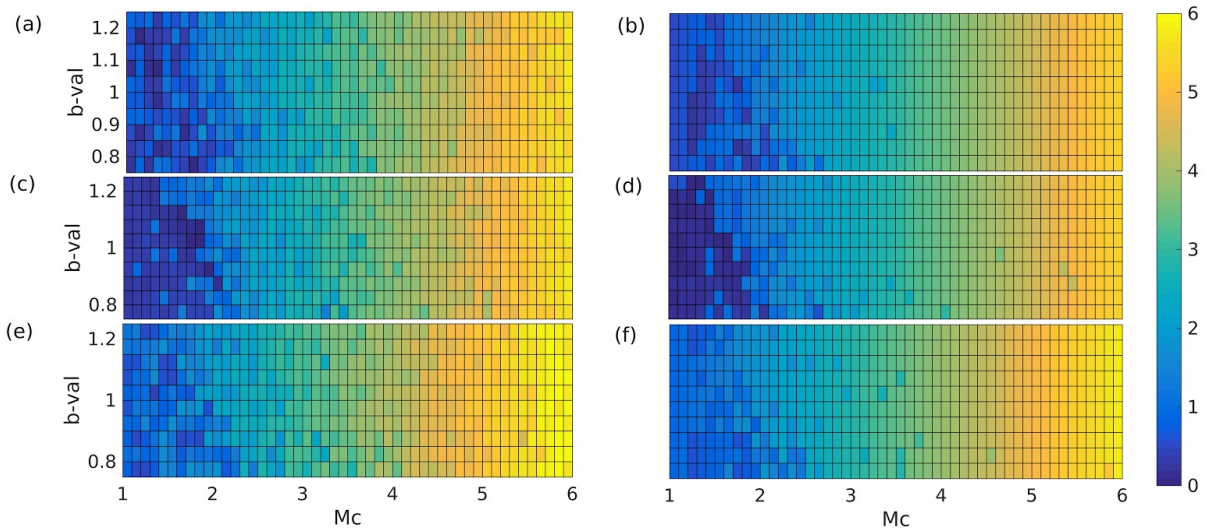 (a) b-val 1.2 1.1 1 0.9 0.8
(b)
(c) b-val 1.2 1 0.8
(d)
(e) b-val 1.2 1 0.8
(f)
1 2 3 4 5 6
Mc
1 2 3 4 5 6
Mc
6
5
4
3
2
1
0